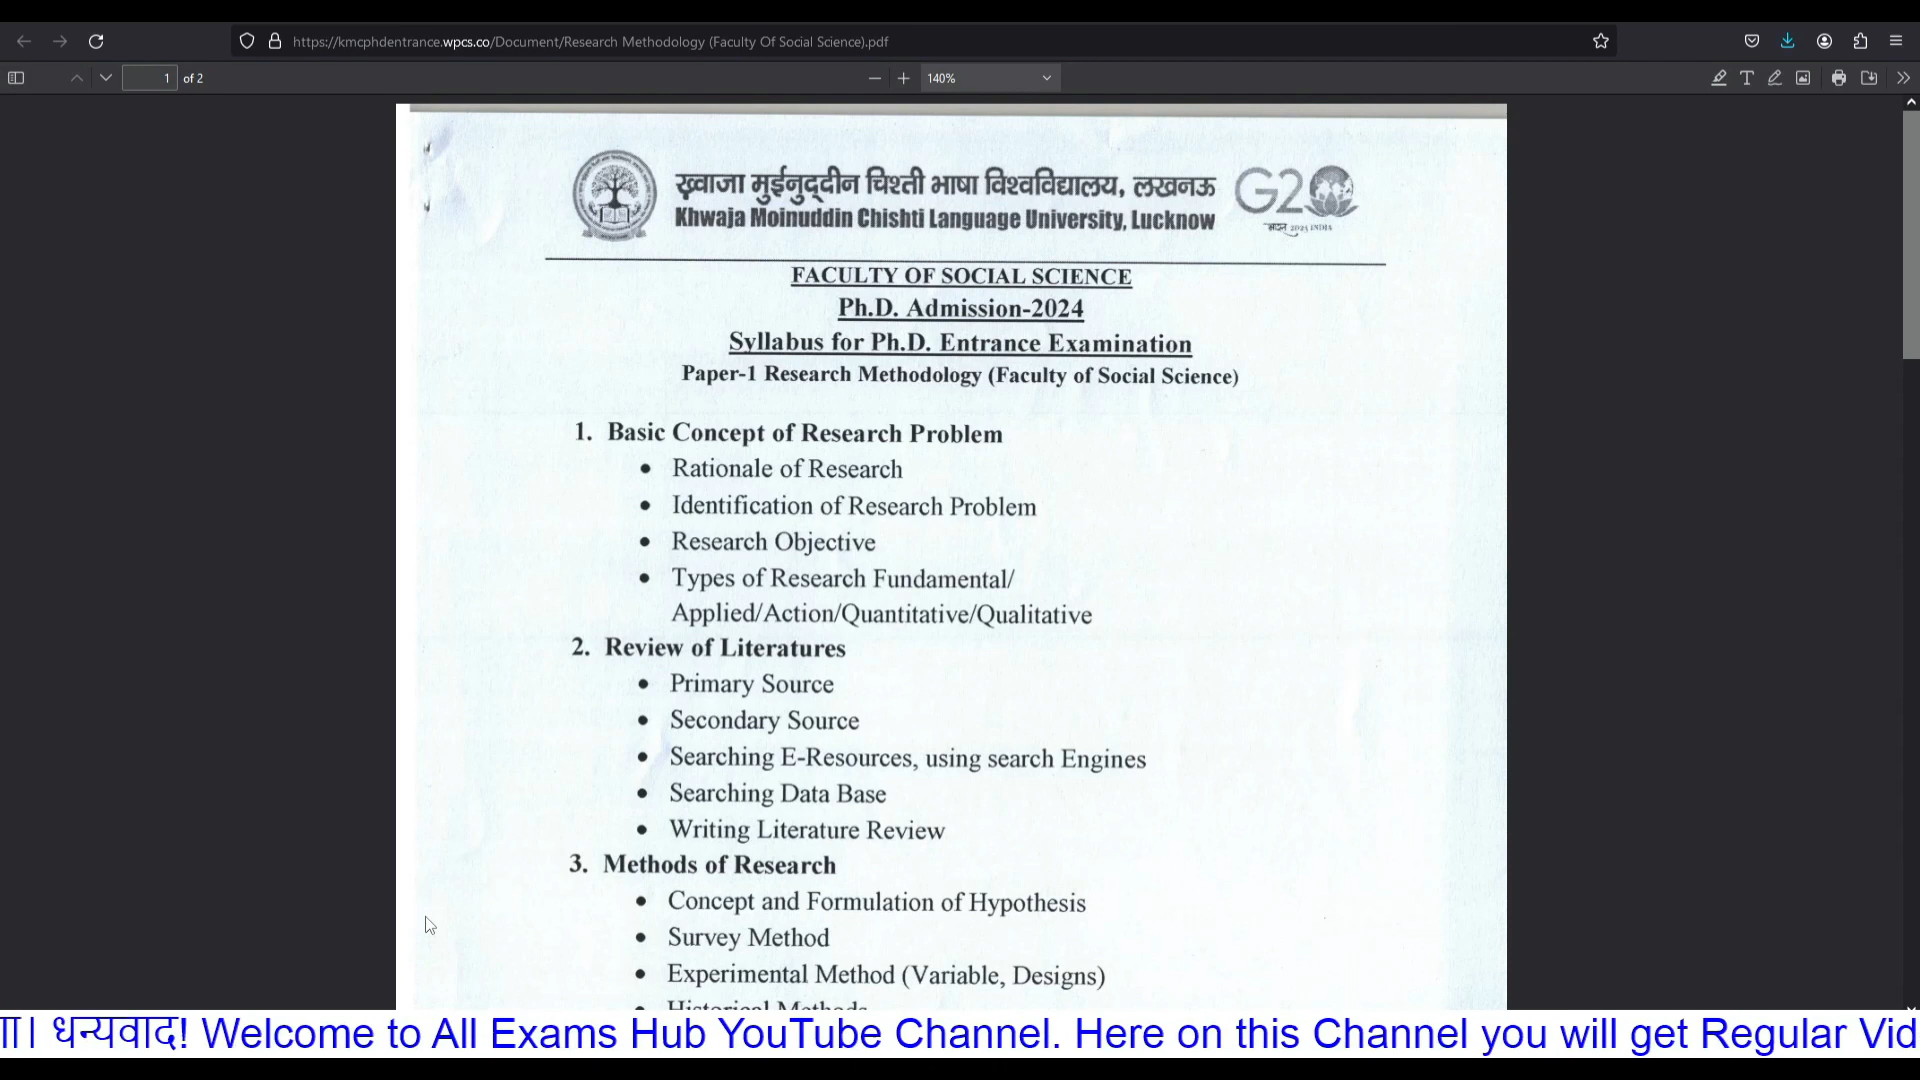 https://kmcphdentrance.wpcs.co/Document/Research Methodology (Faculty Of Social Science).pdf
1 of 2
140%
ख़्वाजा मुईनुद्दीन चिश्ती भाषा विश्वविद्यालय, लखनऊ
Khwaja Moinuddin Chishti Language University, Lucknow
G20
भारत 2023 INDIA
FACULTY OF SOCIAL SCIENCE
Ph.D. Admission-2024
Syllabus for Ph.D. Entrance Examination
Paper-1 Research Methodology (Faculty of Social Science)
1. Basic Concept of Research Problem
• Rationale of Research
• Identification of Research Problem
• Research Objective
• Types of Research Fundamental/
Applied/Action/Quantitative/Qualitative
2. Review of Literatures
• Primary Source
• Secondary Source
• Searching E-Resources, using search Engines
• Searching Data Base
• Writing Literature Review
3. Methods of Research
• Concept and Formulation of Hypothesis
• Survey Method
• Experimental Method (Variable, Designs)
• Historical Methods
ा। धन्यवाद! Welcome to All Exams Hub YouTube Channel. Here on this Channel you will get Regular Vid